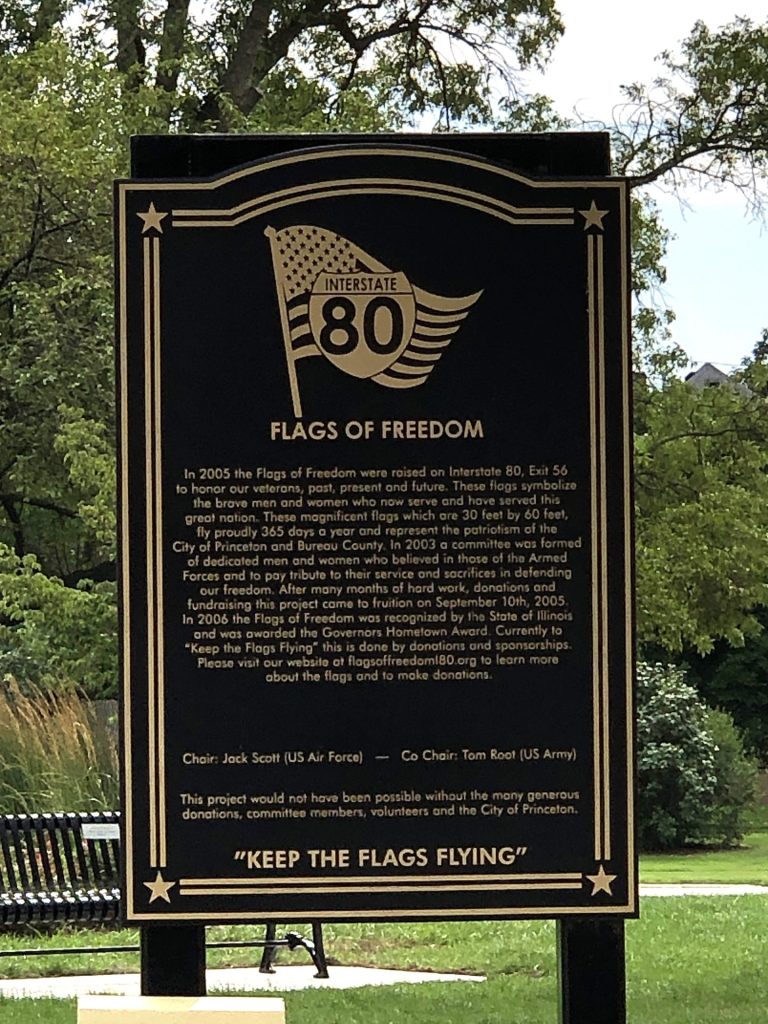 INTERSTATE
80
FLAGS OF FREEDOM
In 2005 the Flags of Freedom were raised on Interstate 80, Exit 56
to honor our veterans, past, present and future. These flags symbolize
the brave men and women who now serve and have served this
great nation. These magnificent flags which are 30 feet by 60 feet,
fly proudly 365 days a year and represent the patriotism of the
City of Princeton and Bureau County. In 2003 a committee was formed
of dedicated men and women who believed in those of the Armed
Forces and to pay tribute to their service and sacrifices in defending
our freedom. After many months of hard work, donations and
fundraising this project came to fruition on September 10th, 2005.
In 2006 the Flags of Freedom was recognized by the State of Illinois
and was awarded the Governors Hometown Award. Currently to
"Keep the Flags Flying" this is done by donations and sponsorships.
Please visit our website at flagsoffreedomI80.org to learn more
about the flags and to make donations.
Chair: Jack Scott (US Air Force) — Co Chair: Tom Root (US Army)
This project would not have been possible without the many generous
donations, committee members, volunteers and the City of Princeton.
"KEEP THE FLAGS FLYING"